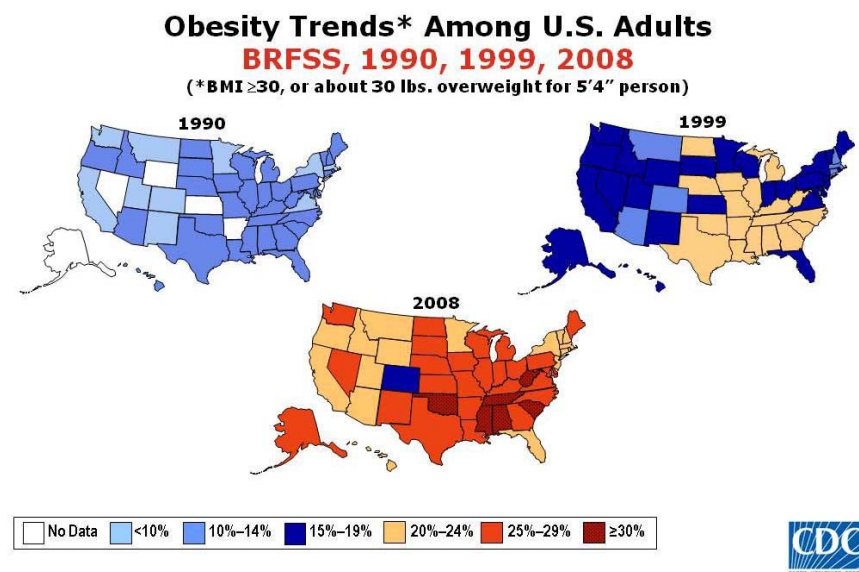 Obesity Trends* Among U.S. Adults
BRFSS, 1990, 1999, 2008
(*BMI ≥30, or about 30 lbs. overweight for 5’4” person)
1990
1999
2008
No Data <10% 10%–14% 15%–19% 20%–24% 25%–29% ≥30%
CDC